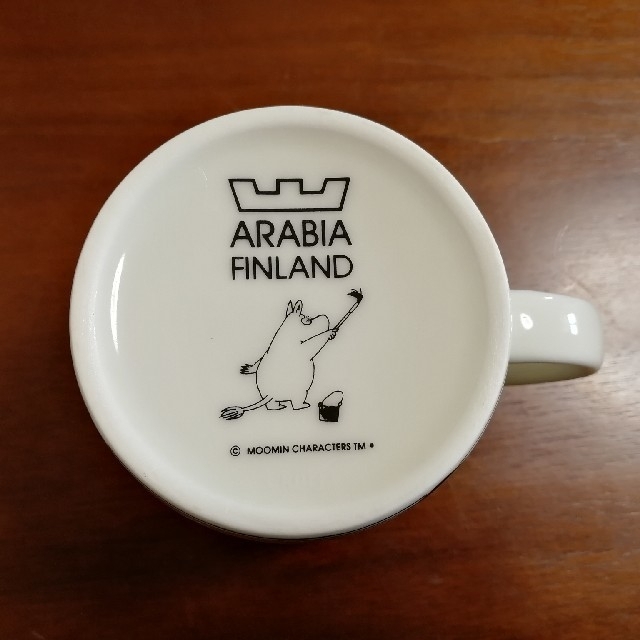 ARABIA
FINLAND
© MOOMIN CHARACTERS TM •